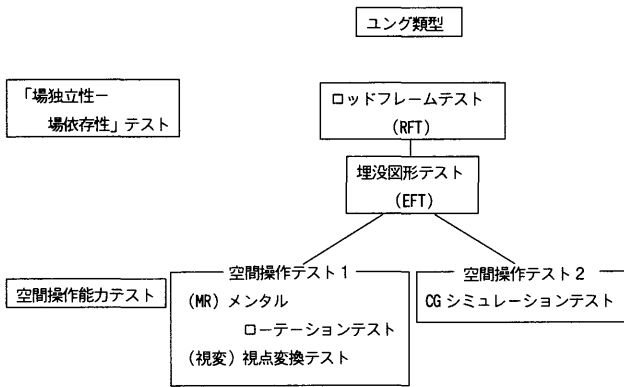 ユング類型
「場独立性－
場依存性」テスト
ロッドフレームテスト
(RFT)
埋没図形テスト
(EFT)
空間操作能力テスト
空間操作テスト1
(MR) メンタル
ローテーションテスト
(視変) 視点変換テスト
空間操作テスト2
CGシミュレーションテスト